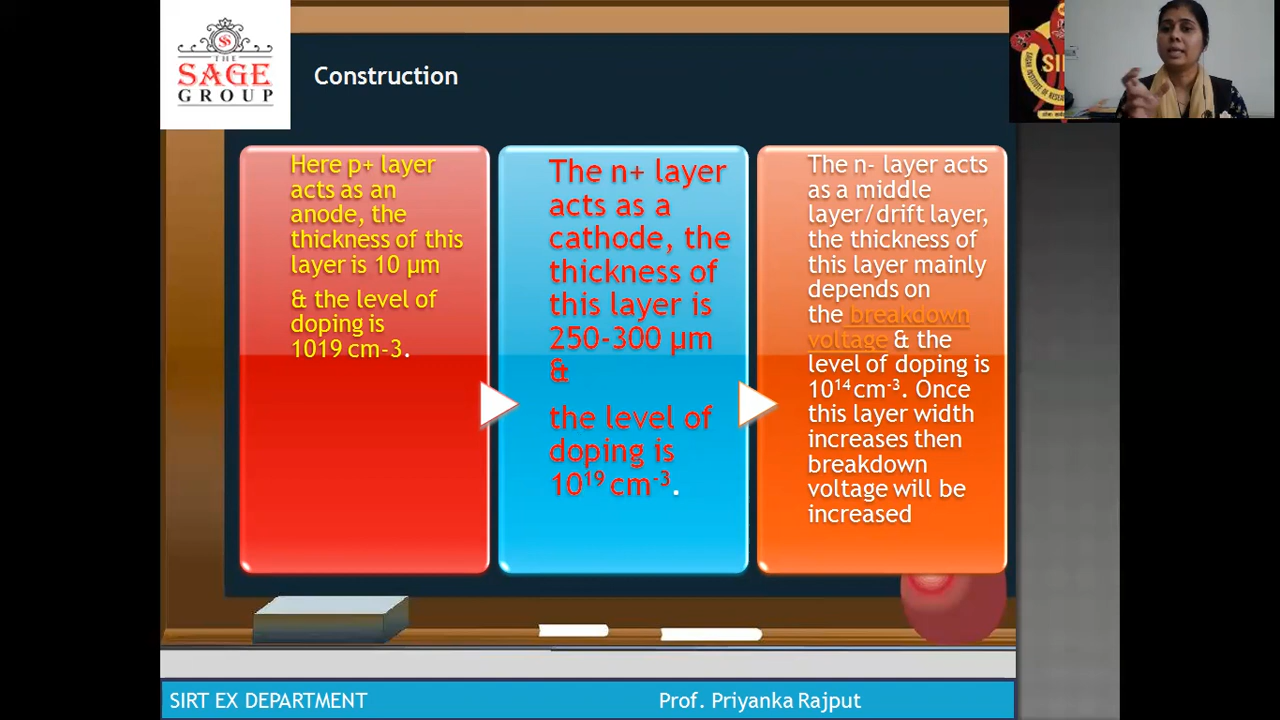 THE
SAGE
GROUP
Construction
Here p+ layer
acts as an
anode, the
thickness of this
layer is 10 μm
& the level of
doping is
1019 cm-3.
The n+ layer
acts as a
cathode, the
thickness of
this layer is
250-300 μm
&
the level of
doping is
10¹⁹ cm⁻³.
The n- layer acts
as a middle
layer/drift layer,
the thickness of
this layer mainly
depends on
the breakdown
voltage & the
level of doping is
10¹⁴ cm⁻³. Once
this layer width
increases then
breakdown
voltage will be
increased
SIRT EX DEPARTMENT
Prof. Priyanka Rajput